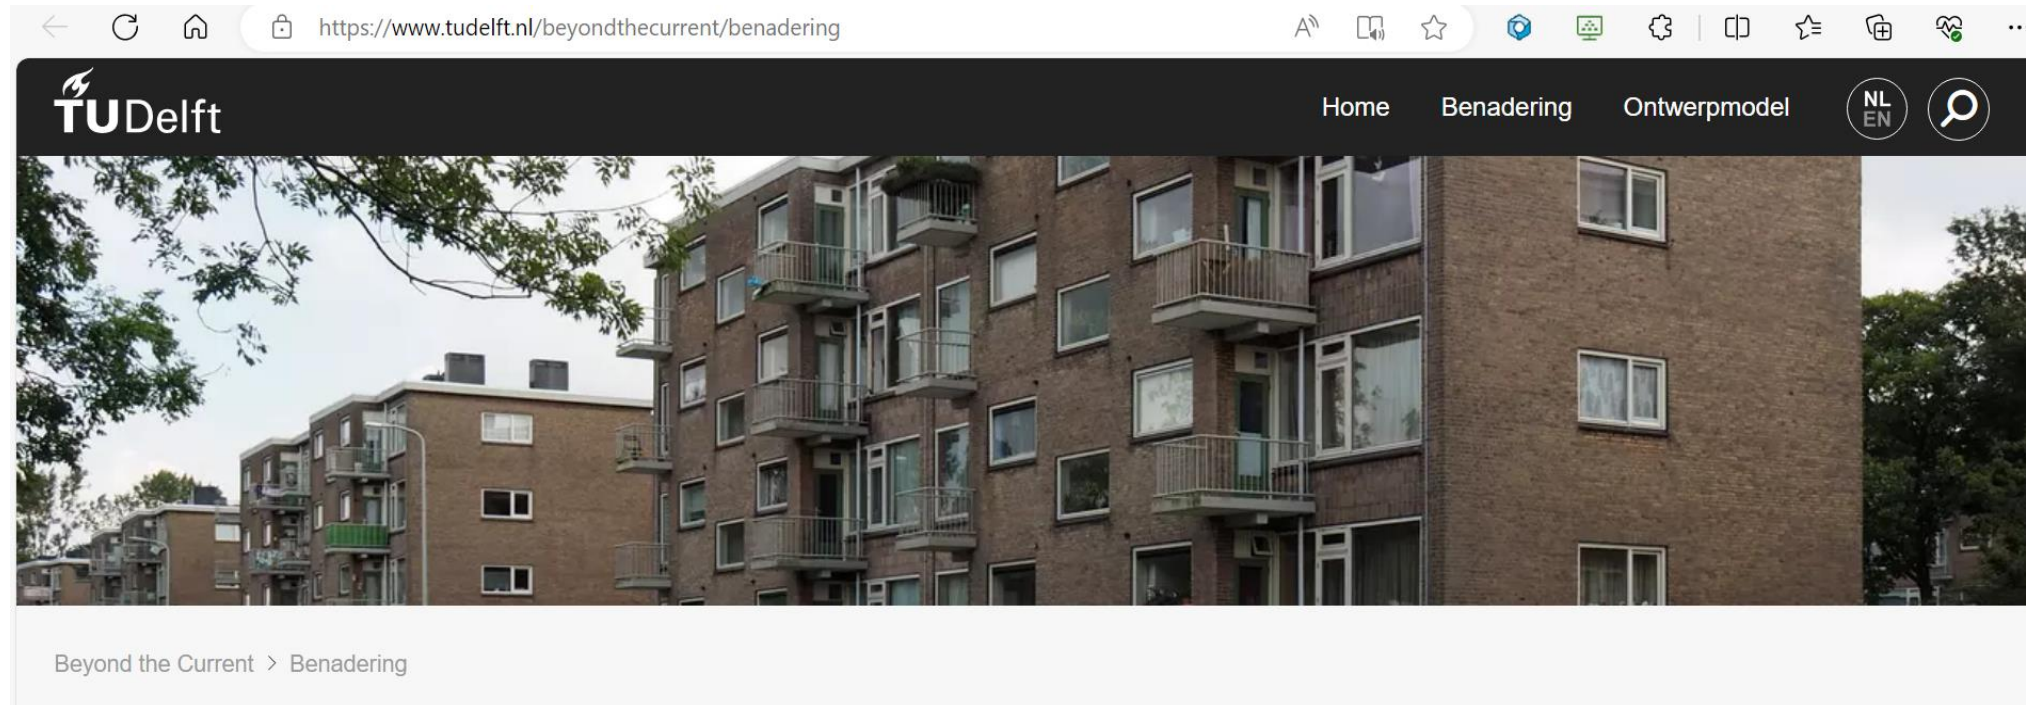 https://www.tudelft.nl/beyondthecurrent/benadering
TUDelft
Home Benadering Ontwerpmodel NL
EN
Beyond the Current > Benadering